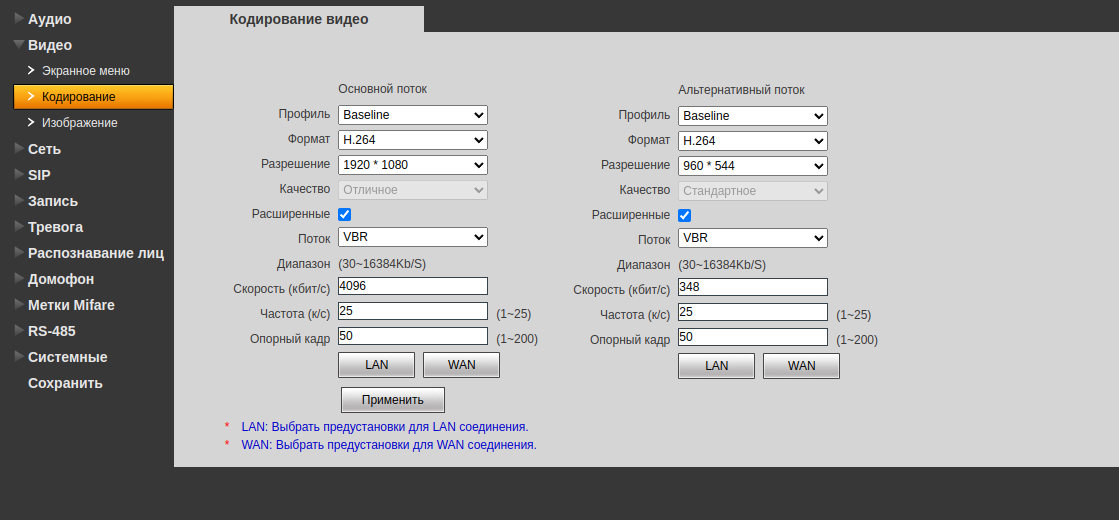 Аудио
Видео
Экранное меню
Кодирование
Изображение
Сеть
SIP
Запись
Тревога
Распознавание лиц
Домофон
Метки Mifare
RS-485
Системные
Сохранить
Кодирование видео
Основной поток
Профиль Baseline
Формат H.264
Разрешение 1920 * 1080
Качество Отличное
Расширенные
Поток VBR
Диапазон (30~16384Kb/S)
Скорость (кбит/с) 4096
Частота (к/с) 25 (1~25)
Опорный кадр 50 (1~200)
LAN WAN
Применить
Альтернативный поток
Профиль Baseline
Формат H.264
Разрешение 960 * 544
Качество Стандартное
Расширенные
Поток VBR
Диапазон (30~16384Kb/S)
Скорость (кбит/с) 348
Частота (к/с) 25 (1~25)
Опорный кадр 50 (1~200)
LAN WAN
* LAN: Выбрать предустановки для LAN соединения.
* WAN: Выбрать предустановки для WAN соединения.